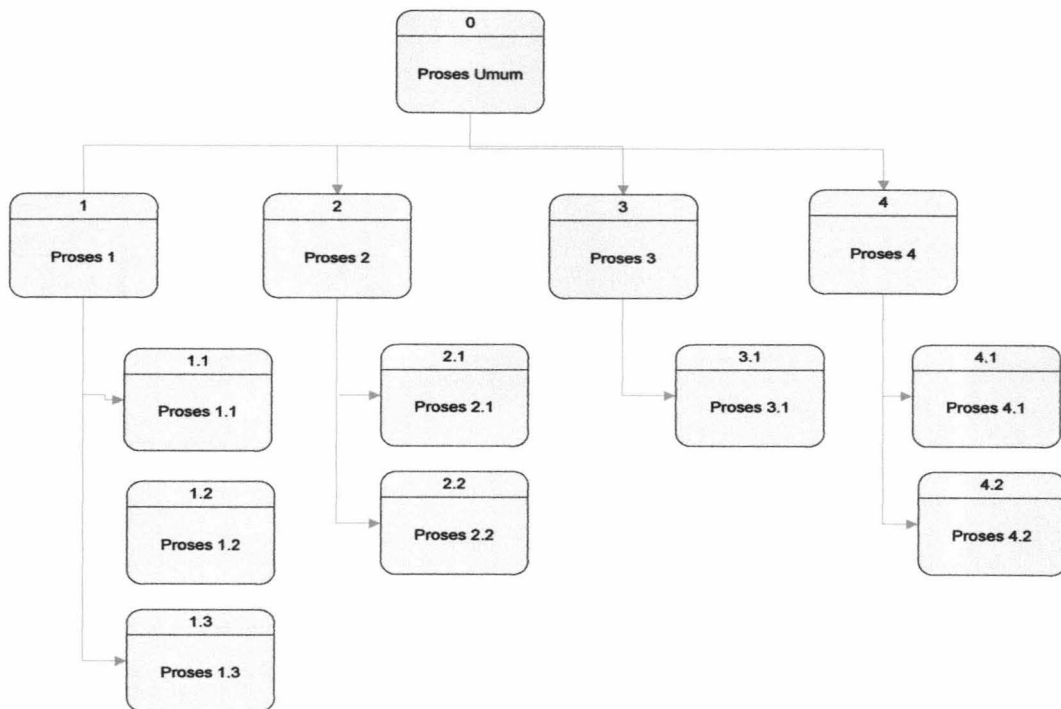 0
Proses Umum
1
Proses 1
2
Proses 2
3
Proses 3
4
Proses 4
1.1
Proses 1.1
2.1
Proses 2.1
3.1
Proses 3.1
4.1
Proses 4.1
1.2
Proses 1.2
2.2
Proses 2.2
4.2
Proses 4.2
1.3
Proses 1.3